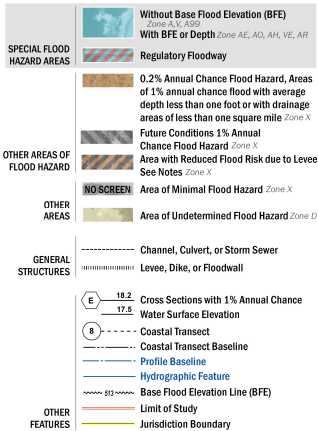 Without Base Flood Elevation (BFE)
Zone A,V, A99
With BFE or Depth Zone AE, AO, AH, VE, AR
SPECIAL FLOOD
HAZARD AREAS
Regulatory Floodway
0.2% Annual Chance Flood Hazard, Areas
of 1% annual chance flood with average
depth less than one foot or with drainage
areas of less than one square mile Zone X
Future Conditions 1% Annual
Chance Flood Hazard Zone X
OTHER AREAS OF
FLOOD HAZARD
Area with Reduced Flood Risk due to Levee
See Notes Zone X
NO SCREEN Area of Minimal Flood Hazard Zone X
OTHER
AREAS
Area of Undetermined Flood Hazard Zone D
GENERAL
STRUCTURES
Channel, Culvert, or Storm Sewer
Levee, Dike, or Floodwall
E 18.2 Cross Sections with 1% Annual Chance
17.5 Water Surface Elevation
8 Coastal Transect
Coastal Transect Baseline
Profile Baseline
Hydrographic Feature
513 Base Flood Elevation Line (BFE)
OTHER
FEATURES
Limit of Study
Jurisdiction Boundary